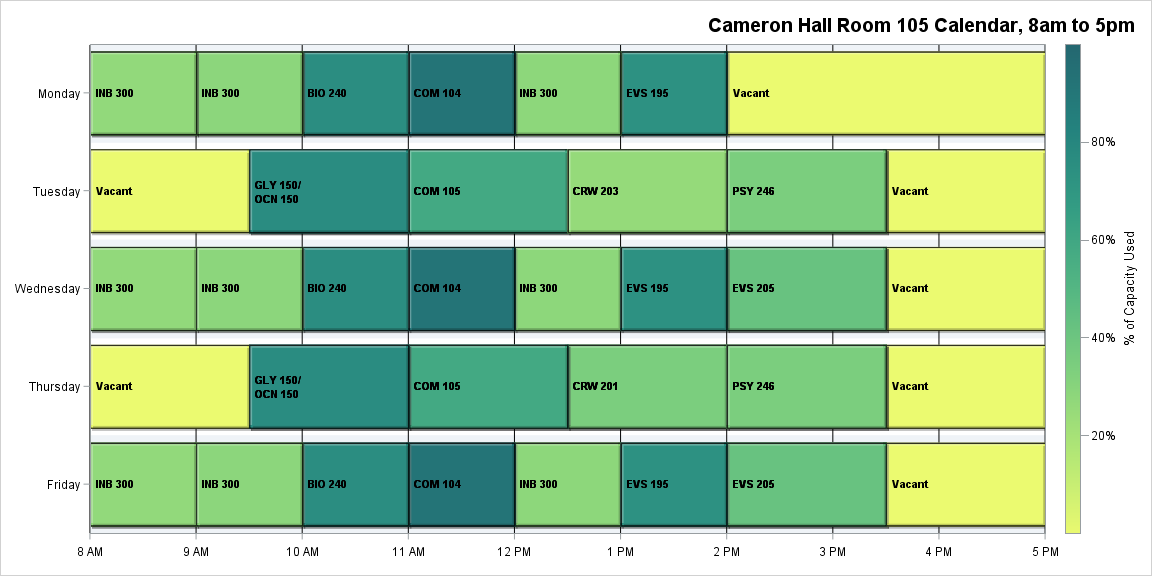 Cameron Hall Room 105 Calendar, 8am to 5pm
Monday
INB 300
INB 300
BIO 240
COM 104
INB 300
EVS 195
Vacant
Tuesday
Vacant
GLY 150/
OCN 150
COM 105
CRW 203
PSY 246
Vacant
Wednesday
INB 300
INB 300
BIO 240
COM 104
INB 300
EVS 195
EVS 205
Vacant
Thursday
Vacant
GLY 150/
OCN 150
COM 105
CRW 201
PSY 246
Vacant
Friday
INB 300
INB 300
BIO 240
COM 104
INB 300
EVS 195
EVS 205
Vacant
8 AM
9 AM
10 AM
11 AM
12 PM
1 PM
2 PM
3 PM
4 PM
5 PM
80%
60%
40%
20%
% of Capacity Used